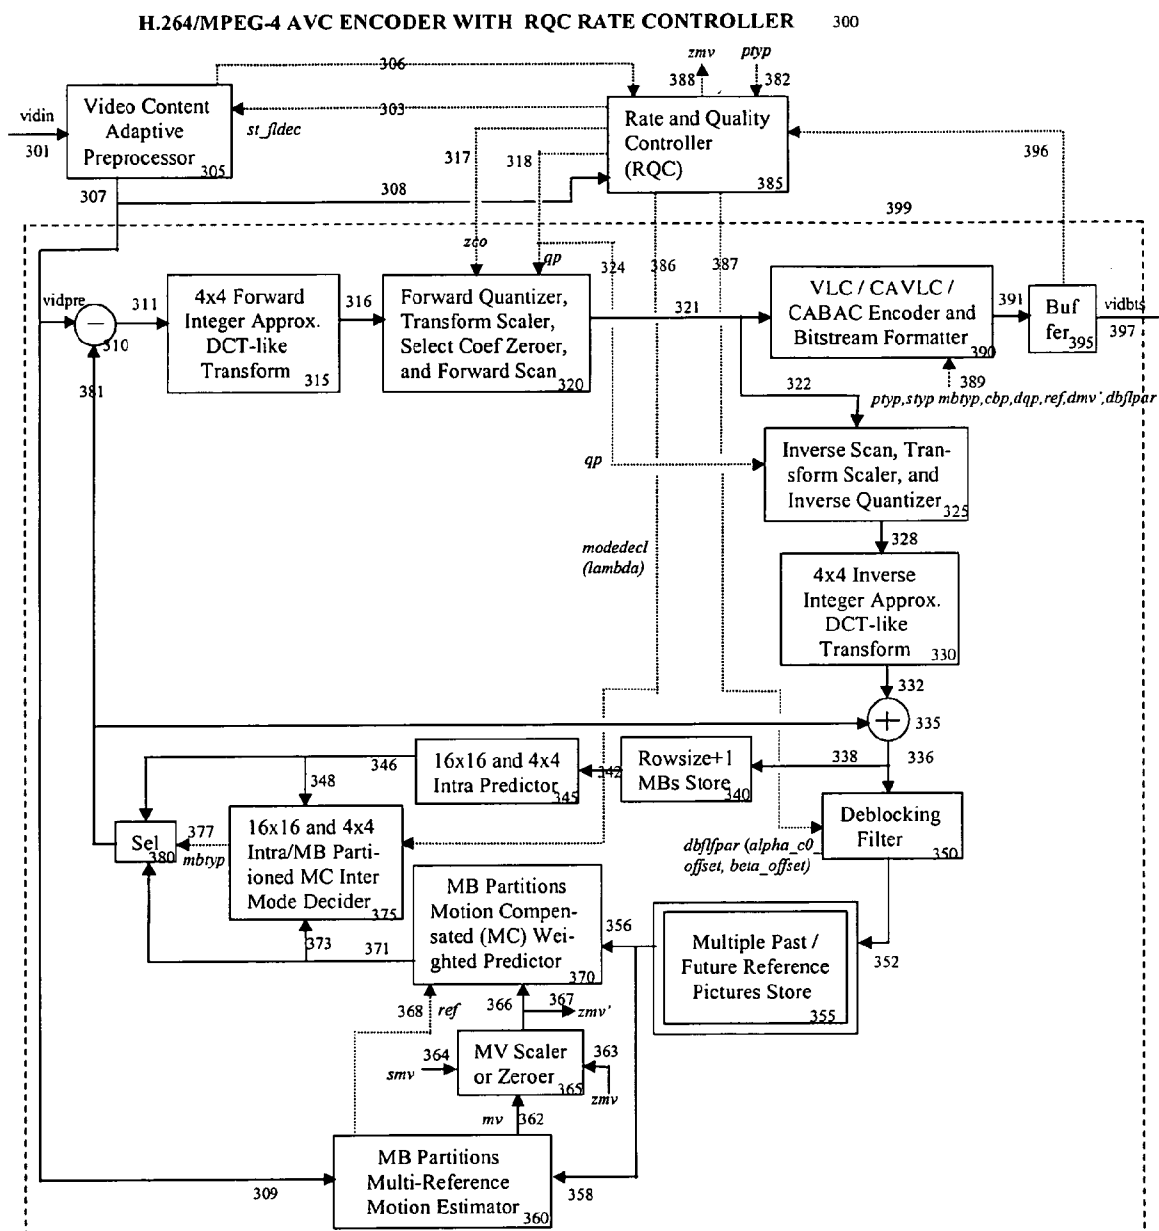 H.264/MPEG-4 AVC ENCODER WITH RQC RATE CONTROLLER 300
306
zmv
388
ptyp
382
vidin
301
Video Content
Adaptive
Preprocessor
305
303
st_fldec
Rate and Quality
Controller
(RQC)
385
317
318
396
307
308
399
zco
qp
324
386
387
vidpre
310
311
4x4 Forward
Integer Approx.
DCT-like
Transform
315
316
Forward Quantizer,
Transform Scaler,
Select Coef Zeroer,
and Forward Scan
320
321
VLC / CAVLC /
CABAC Encoder and
Bitstream Formatter
390
391
Buf
fer
395
vidbts
397
381
322
389
ptyp,styp mbtyp,cbp,dqp,ref,dmv',dbflpar
qp
Inverse Scan, Tran-
sform Scaler, and
Inverse Quantizer
325
328
modedecl
(lambda)
4x4 Inverse
Integer Approx.
DCT-like
Transform
330
332
+
335
336
338
346
16x16 and 4x4
Intra Predictor
345
342
Rowsize+1
MBs Store
340
348
Sel
380
377
mbtyp
16x16 and 4x4
Intra/MB Parti-
tioned MC Inter
Mode Decider
375
Deblocking
Filter
350
dbflfpar (alpha_c0_
offset, beta_offset)
373
371
MB Partitions
Motion Compen-
sated (MC) Wei-
ghted Predictor
370
356
Multiple Past /
Future Reference
Pictures Store
355
352
368
ref
366
367
zmv'
364
smv
MV Scaler
or Zeroer
365
363
zmv
mv
362
309
MB Partitions
Multi-Reference
Motion Estimator
360
358